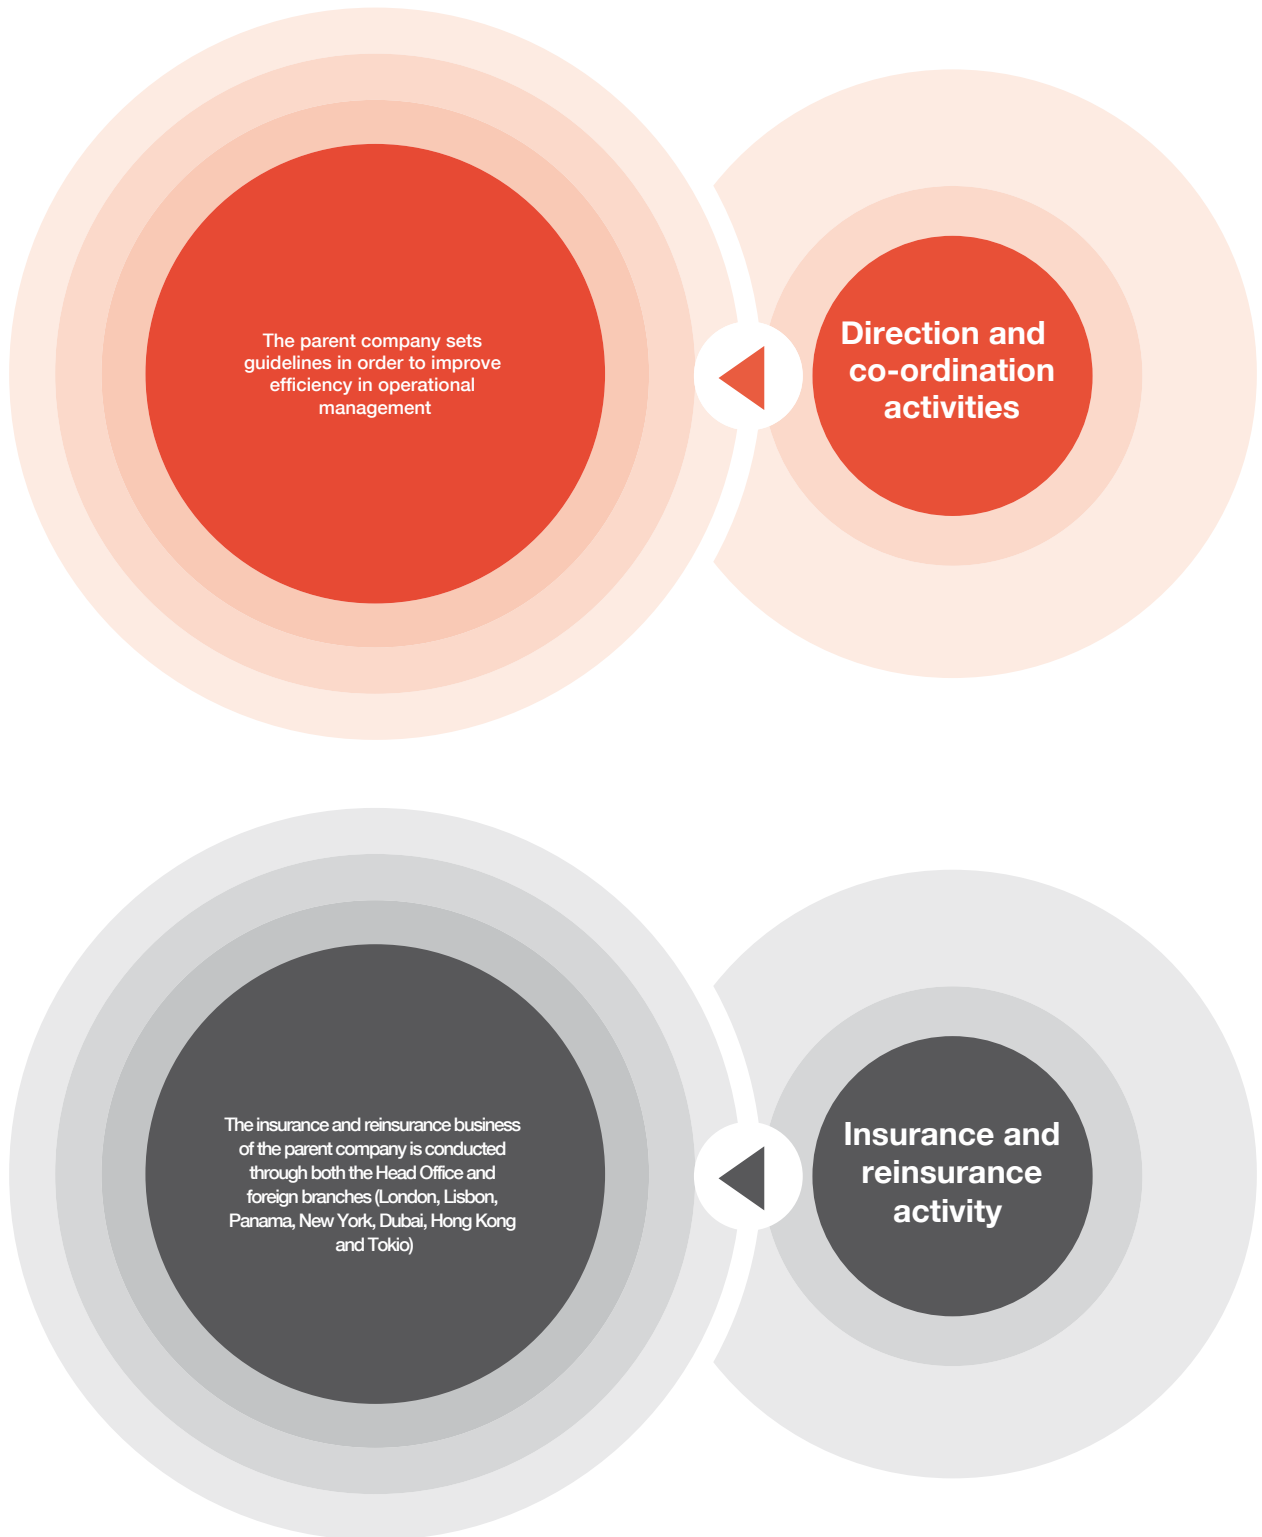 The parent company sets
guidelines in order to improve
efficiency in operational
management
Direction and
co-ordination
activities
The insurance and reinsurance business
of the parent company is conducted
through both the Head Office and
foreign branches (London, Lisbon,
Panama, New York, Dubai, Hong Kong
and Tokio)
Insurance and
reinsurance
activity